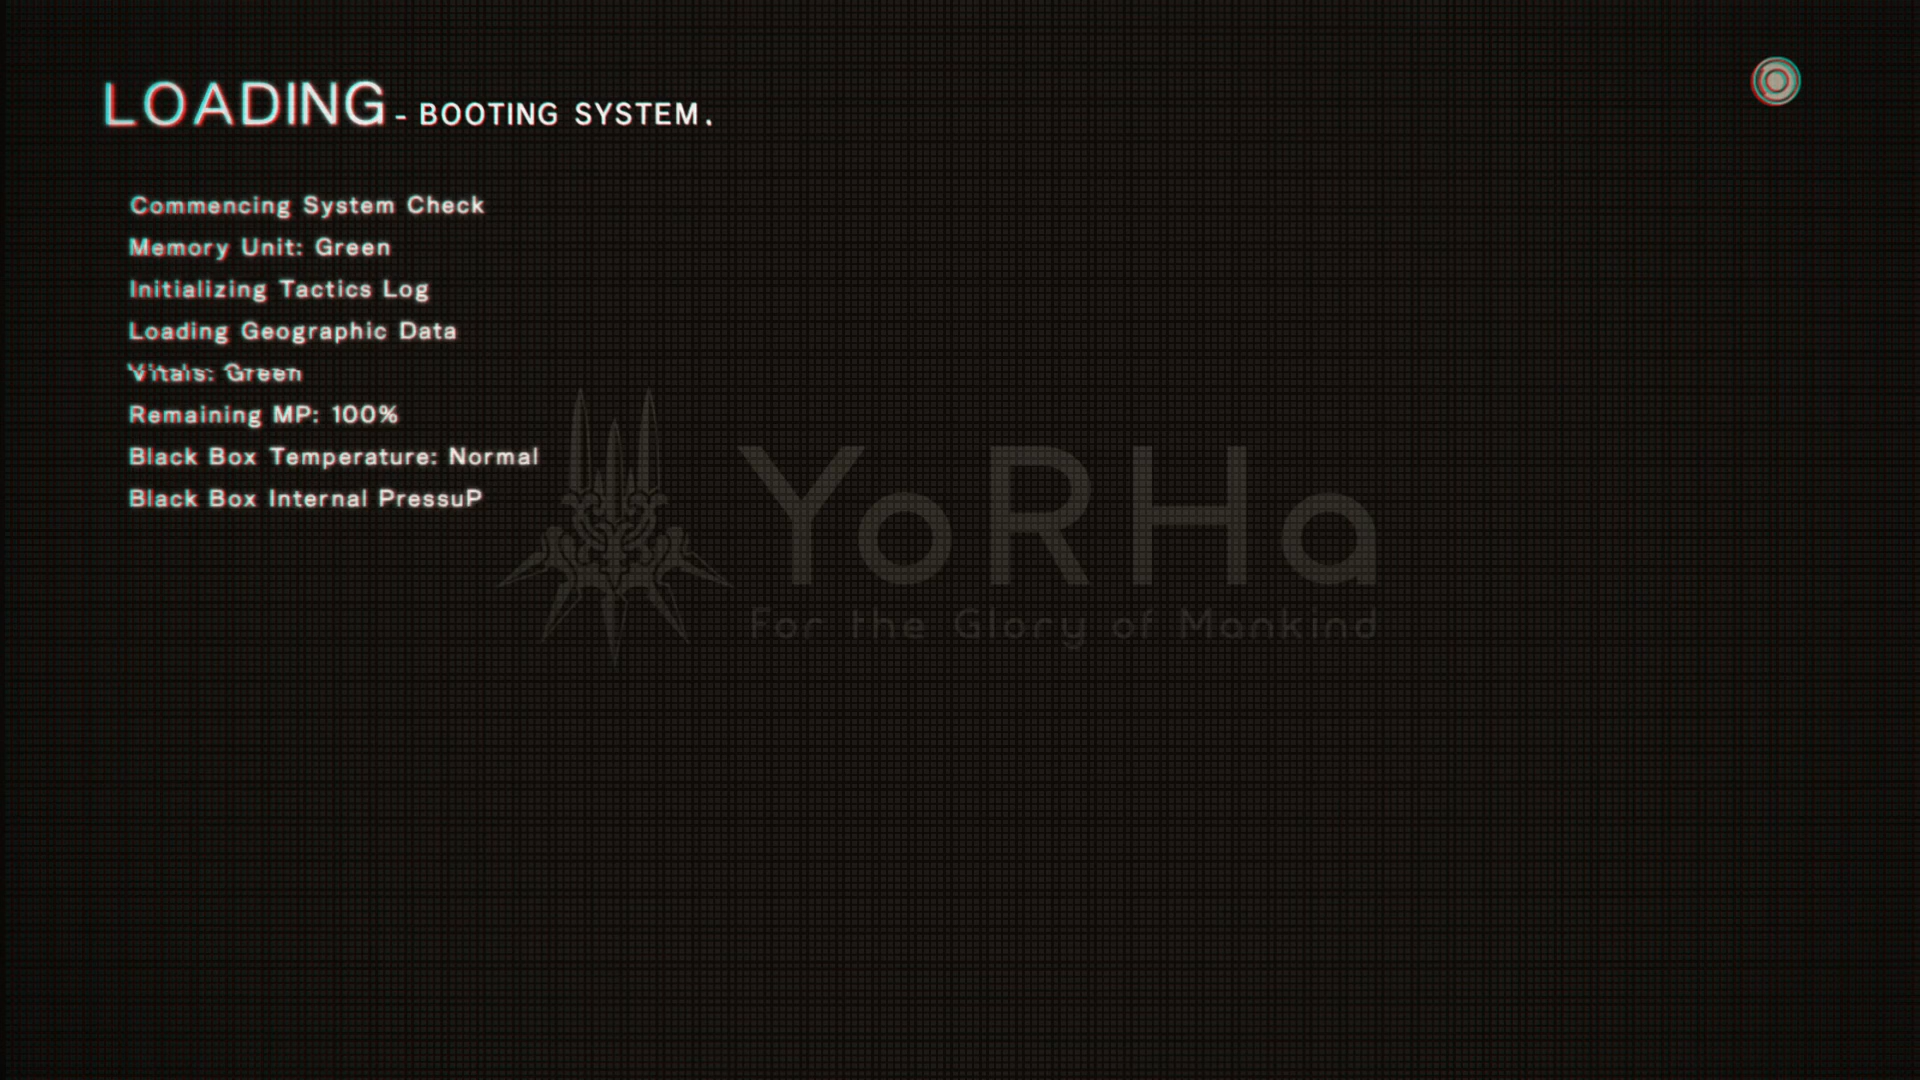 LOADING - BOOTING SYSTEM.
Commencing System Check
Memory Unit: Green
Initializing Tactics Log
Loading Geographic Data
Vitals: Green
Remaining MP: 100%
Black Box Temperature: Normal
Black Box Internal PressuP
YoRHa
For the Glory of Mankind